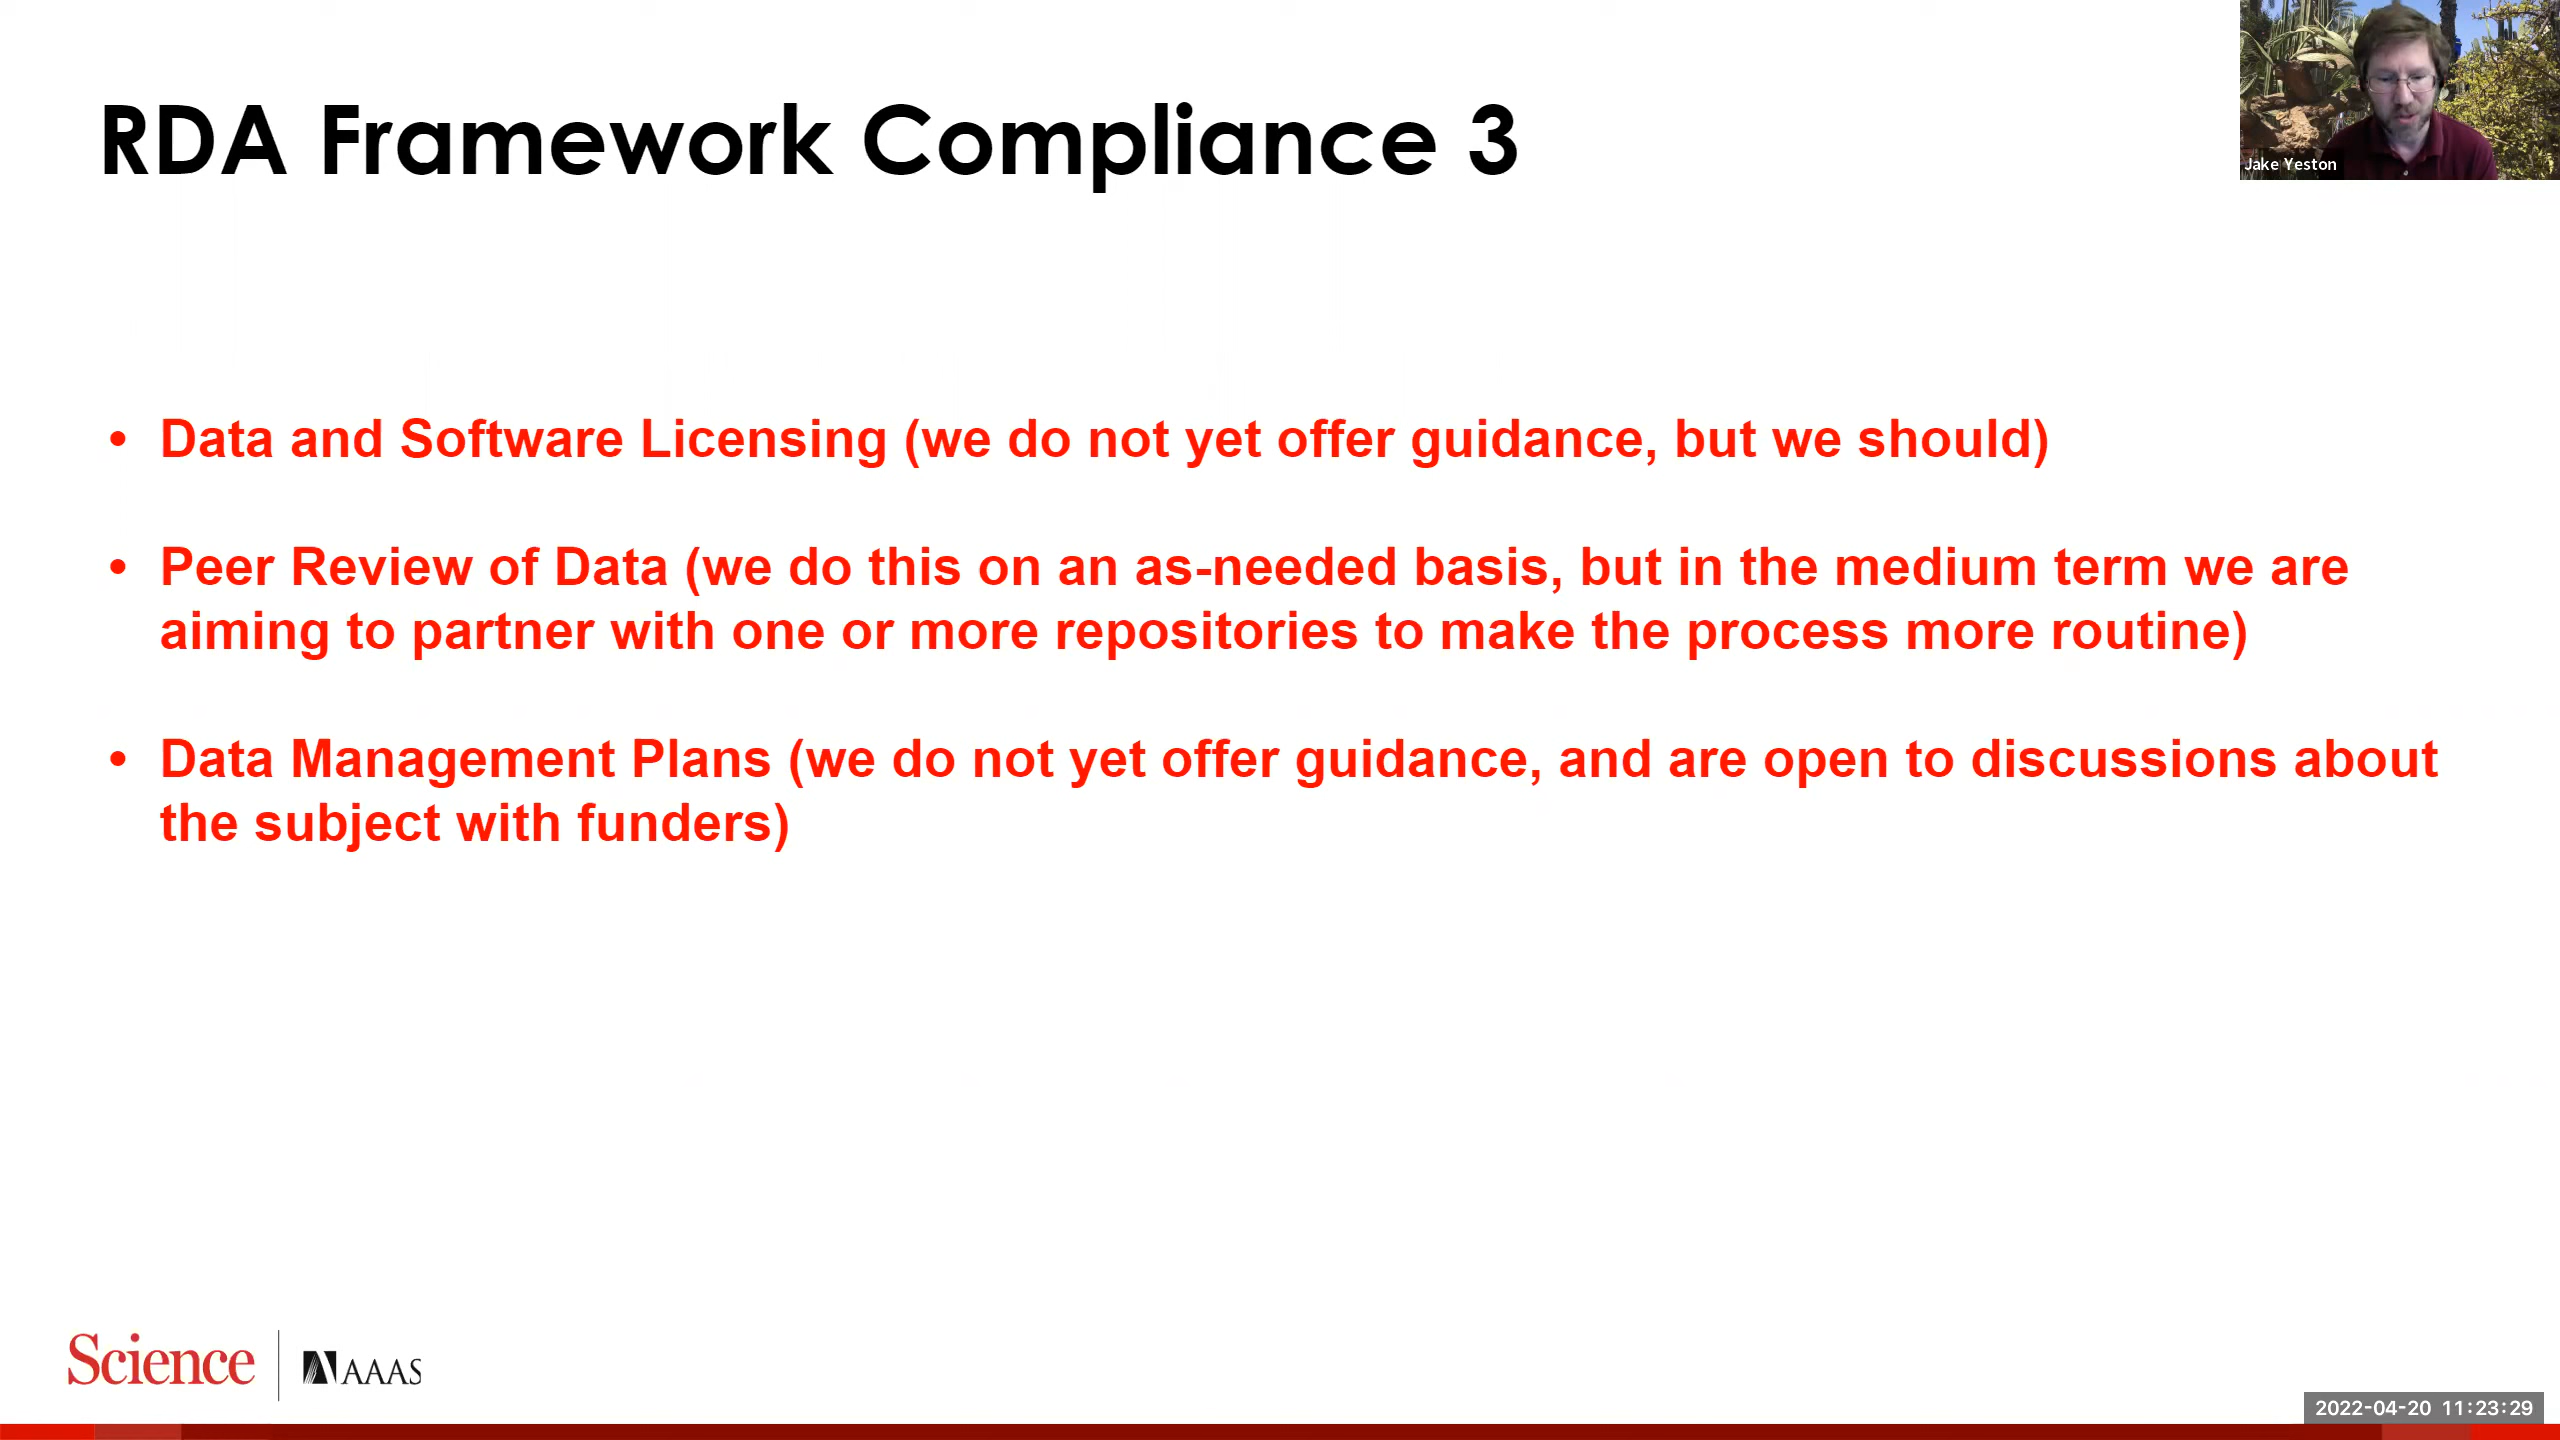 RDA Framework Compliance 3
Jake Yeston
• Data and Software Licensing (we do not yet offer guidance, but we should)
• Peer Review of Data (we do this on an as-needed basis, but in the medium term we are
aiming to partner with one or more repositories to make the process more routine)
• Data Management Plans (we do not yet offer guidance, and are open to discussions about
the subject with funders)
Science
AAAS
2022-04-20 11:23:29